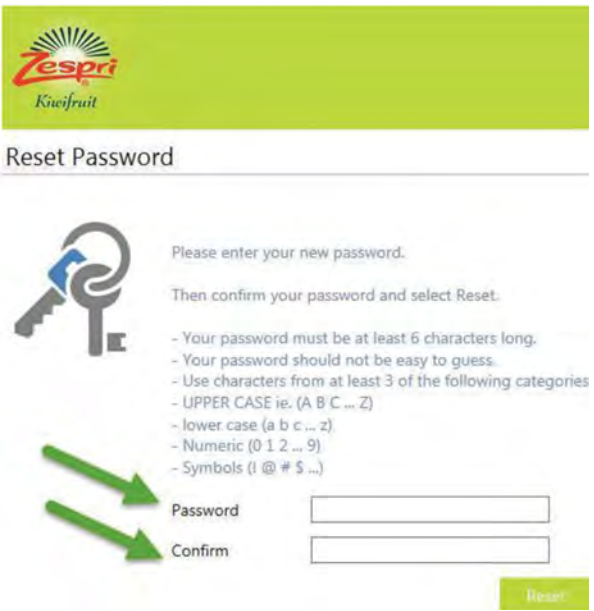 Zespri
®
Kiwifruit
Reset Password
Please enter your new password.
Then confirm your password and select Reset.
- Your password must be at least 6 characters long.
- Your password should not be easy to guess.
- Use characters from at least 3 of the following categories
- UPPER CASE ie. (A B C ... Z)
- lower case (a b c ... z)
- Numeric (0 1 2 ... 9)
- Symbols (! @ # $ ...)
Password
Confirm
Reset